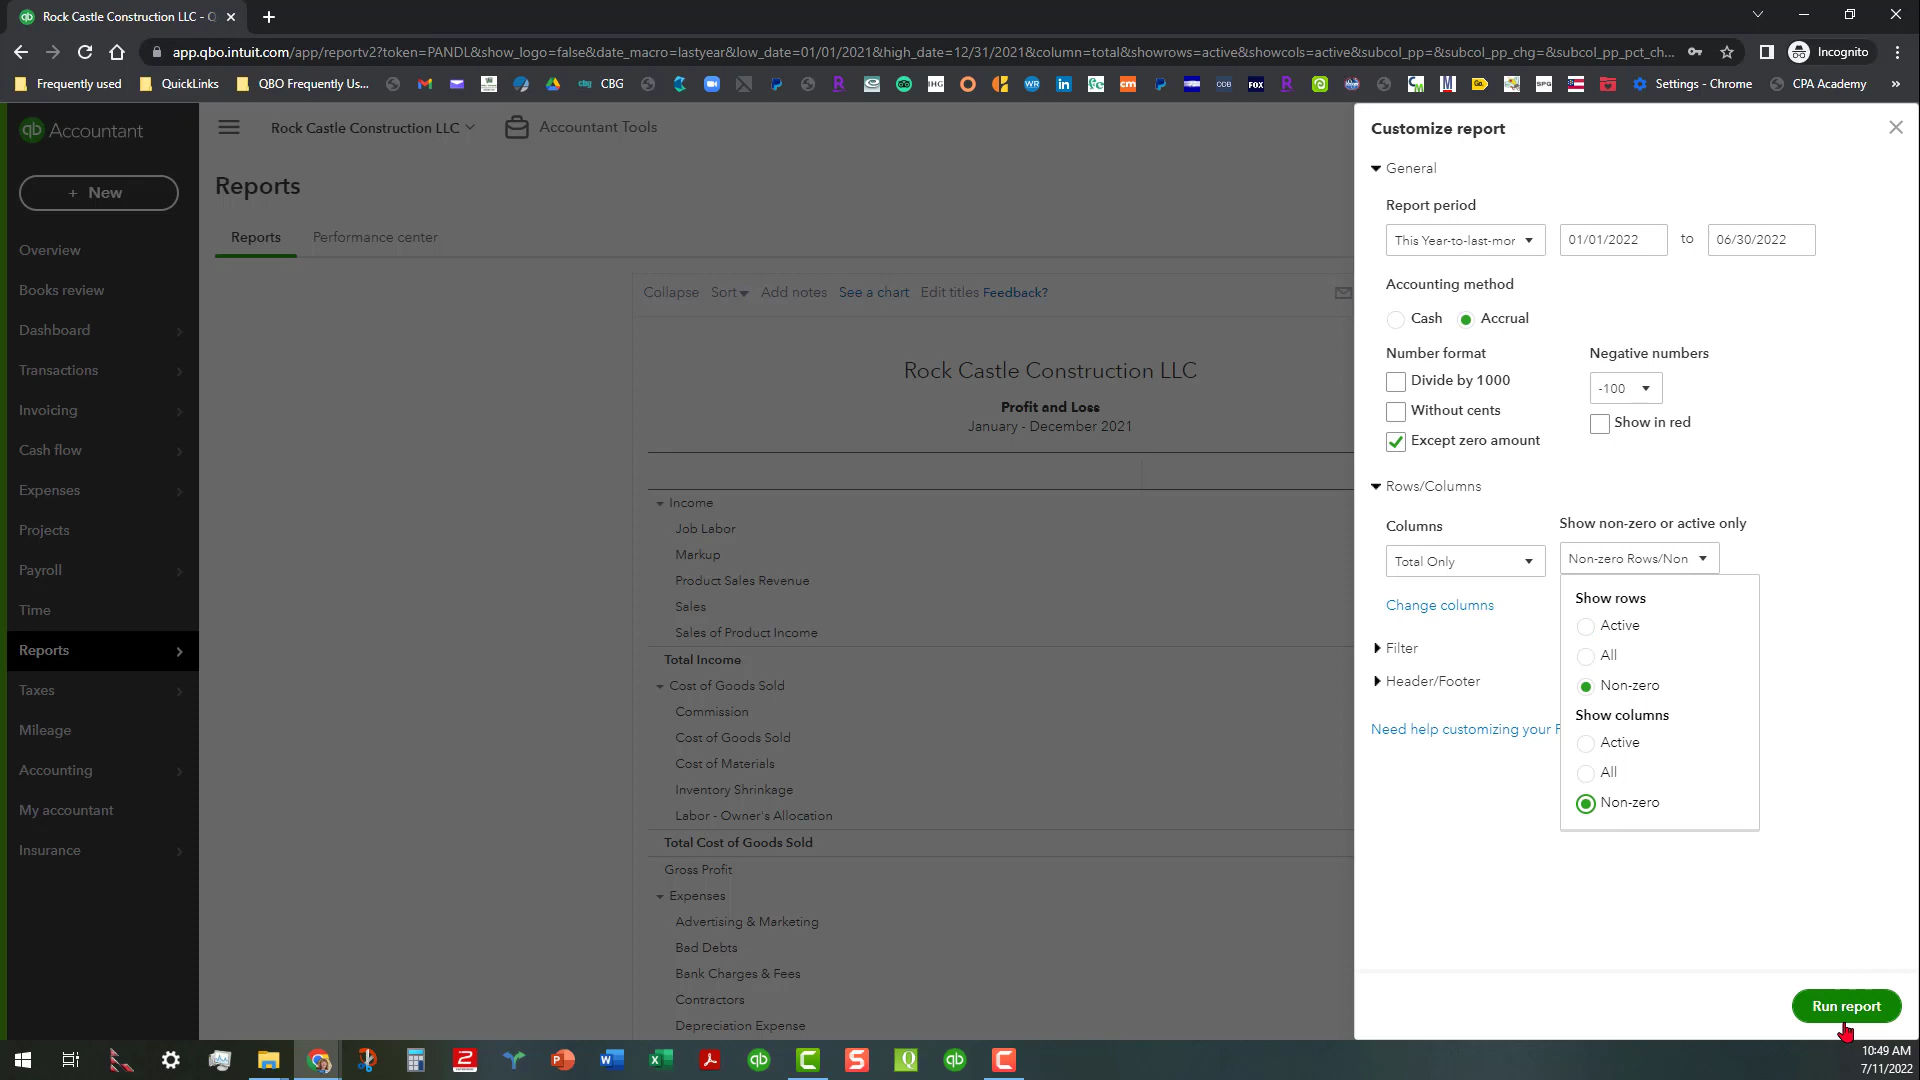 Rock Castle Construction LLC - Q
app.qbo.intuit.com/app/reportv2?token=PANDL&show_logo=false&date_macro=lastyear&low_date=01/01/2021&high_date=12/31/2021&column=total&showrows=active&showcols=active&subcol_pp=&subcol_pp_chg=&subcol_pp_pct_ch...
Incognito
Frequently used
QuickLinks
QBO Frequently Us...
CBG
Settings - Chrome
CPA Academy
»
qb Accountant
+ New
Overview
Books review
Dashboard
Transactions
Invoicing
Cash flow
Expenses
Projects
Payroll
Time
Reports
Taxes
Mileage
Accounting
My accountant
Insurance
Rock Castle Construction LLC
Accountant Tools
Reports
Reports
Performance center
Collapse Sort Add notes See a chart Edit titles Feedback?
Rock Castle Construction LLC
Profit and Loss
January - December 2021
Income
Job Labor
Markup
Product Sales Revenue
Sales
Sales of Product Income
Total Income
Cost of Goods Sold
Commission
Cost of Goods Sold
Cost of Materials
Inventory Shrinkage
Labor - Owner's Allocation
Total Cost of Goods Sold
Gross Profit
Expenses
Advertising & Marketing
Bad Debts
Bank Charges & Fees
Contractors
Depreciation Expense
Customize report
General
Report period
This Year-to-last-mor 01/01/2022 to 06/30/2022
Accounting method
Cash Accrual
Number format
Divide by 1000
Without cents
Except zero amount
Negative numbers
-100
Show in red
Rows/Columns
Columns
Total Only
Change columns
Show non-zero or active only
Non-zero Rows/Non
Show rows
Active
All
Non-zero
Show columns
Active
All
Non-zero
Filter
Header/Footer
Need help customizing your
Run report
10:49 AM
7/11/2022